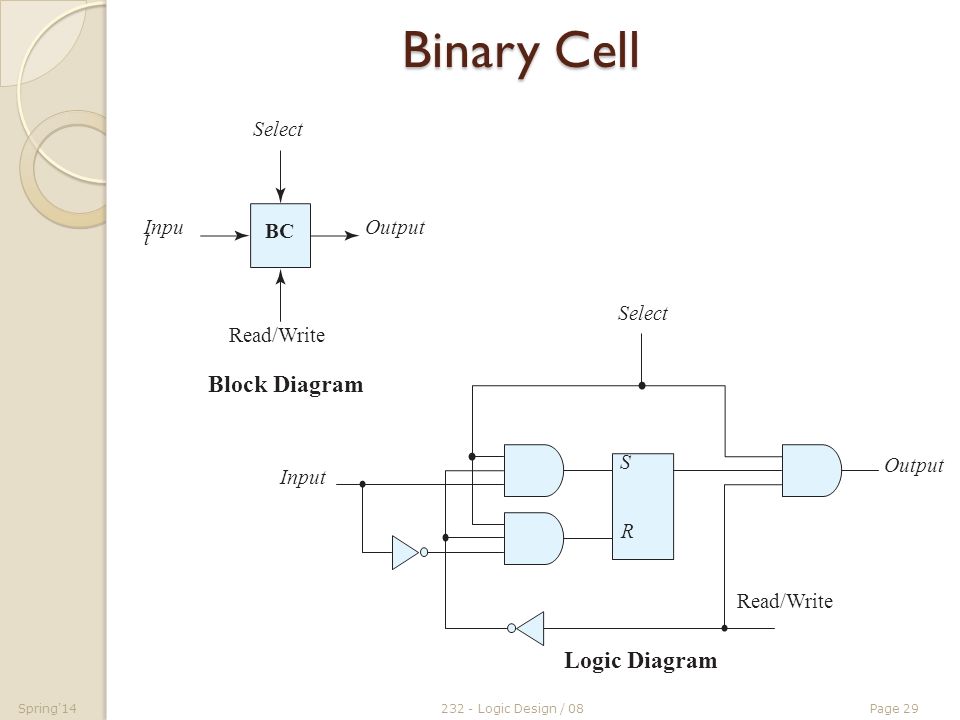 Binary Cell
Select
Inpu
t
BC
Output
Read/Write
Block Diagram
Select
Input
S
R
Output
Read/Write
Logic Diagram
Spring'14
232 - Logic Design / 08
Page 29